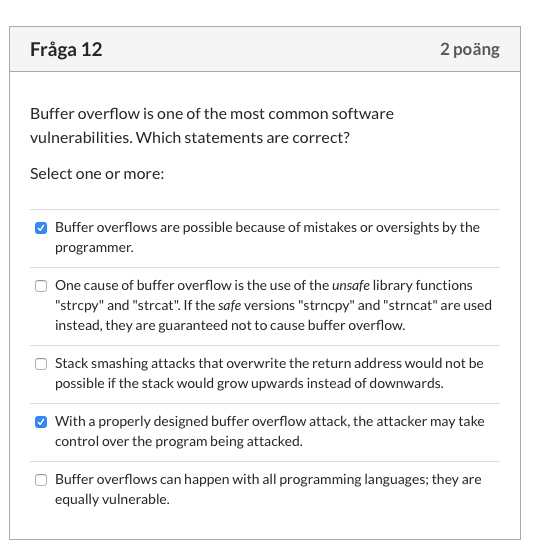 Fråga 12
2 poäng
Buffer overflow is one of the most common software
vulnerabilities. Which statements are correct?
Select one or more:
Buffer overflows are possible because of mistakes or oversights by the
programmer.
One cause of buffer overflow is the use of the unsafe library functions
"strcpy" and "strcat". If the safe versions "strncpy" and "strncat" are used
instead, they are guaranteed not to cause buffer overflow.
Stack smashing attacks that overwrite the return address would not be
possible if the stack would grow upwards instead of downwards.
With a properly designed buffer overflow attack, the attacker may take
control over the program being attacked.
Buffer overflows can happen with all programming languages; they are
equally vulnerable.